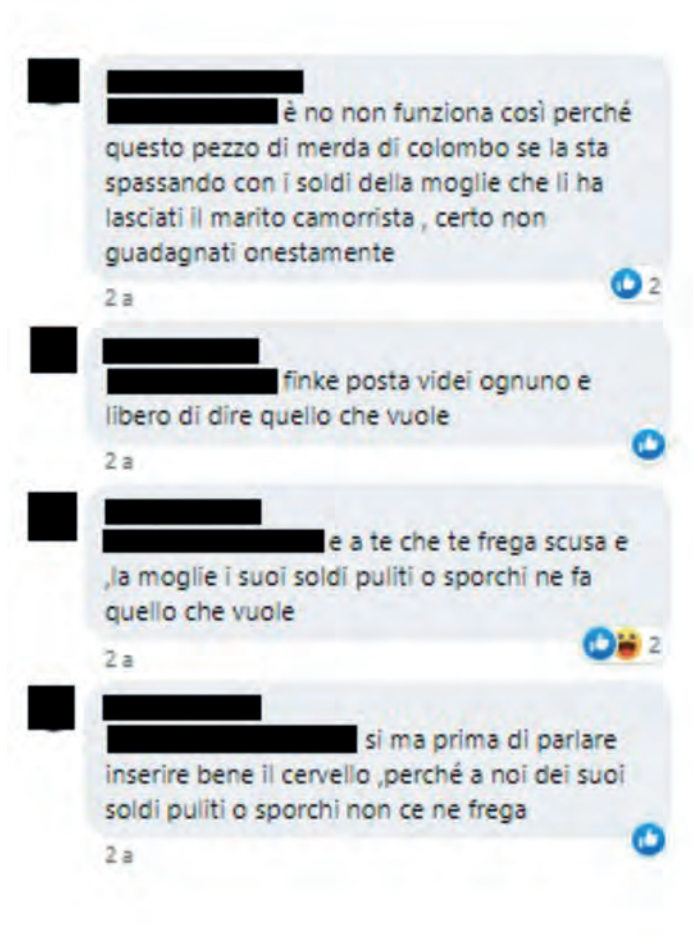 è no non funziona così perché
questo pezzo di merda di colombo se la sta
spassando con i soldi della moglie che li ha
lasciati il marito camorrista , certo non
guadagnati onestamente
2
2 a
finke posta videi ognuno e
libero di dire quello che vuole
2 a
e a te che te frega scusa e
,la moglie i suoi soldi puliti o sporchi ne fa
quello che vuole
2
2 a
si ma prima di parlare
inserire bene il cervello ,perché a noi dei suoi
soldi puliti o sporchi non ce ne frega
2 a